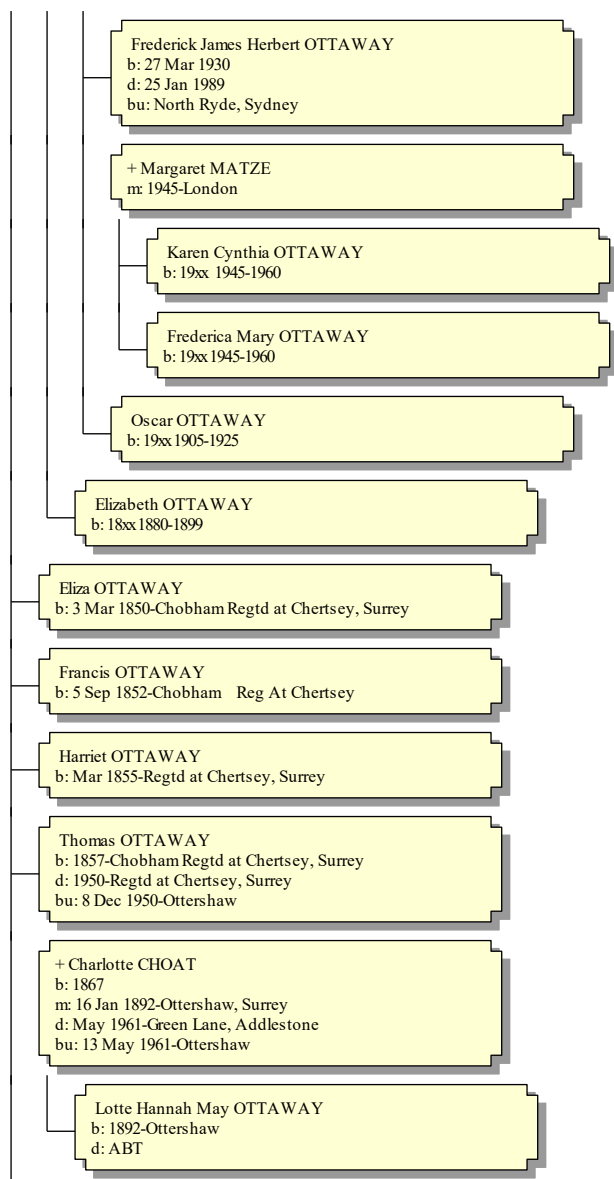 Frederick James Herbert OTTAWAY
b: 27 Mar 1930
d: 25 Jan 1989
bu: North Ryde, Sydney
+ Margaret MATZE
m: 1945-London
Karen Cynthia OTTAWAY
b: 19xx 1945-1960
Frederica Mary OTTAWAY
b: 19xx 1945-1960
Oscar OTTAWAY
b: 19xx 1905-1925
Elizabeth OTTAWAY
b: 18xx 1880-1899
Eliza OTTAWAY
b: 3 Mar 1850-Chobham Regtd at Chertsey, Surrey
Francis OTTAWAY
b: 5 Sep 1852-Chobham Reg At Chertsey
Harriet OTTAWAY
b: Mar 1855-Regtd at Chertsey, Surrey
Thomas OTTAWAY
b: 1857-Chobham Regtd at Chertsey, Surrey
d: 1950-Regtd at Chertsey, Surrey
bu: 8 Dec 1950-Ottershaw
+ Charlotte CHOAT
b: 1867
m: 16 Jan 1892-Ottershaw, Surrey
d: May 1961-Green Lane, Addlestone
bu: 13 May 1961-Ottershaw
Lotte Hannah May OTTAWAY
b: 1892-Ottershaw
d: ABT